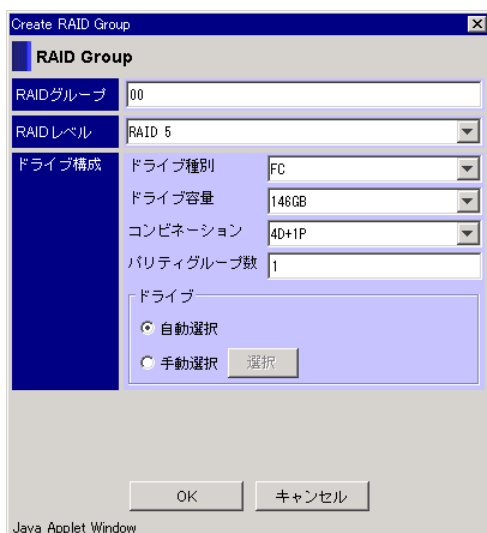 Create RAID Group
RAID Group
RAIDグループ 00
RAIDレベル RAID 5
ドライブ構成 ドライブ種別 FC
ドライブ容量 146GB
コンビネーション 4D+1P
パリティグループ数 1
ドライブ
自動選択
手動選択 選択
OK キャンセル
Java Applet Window